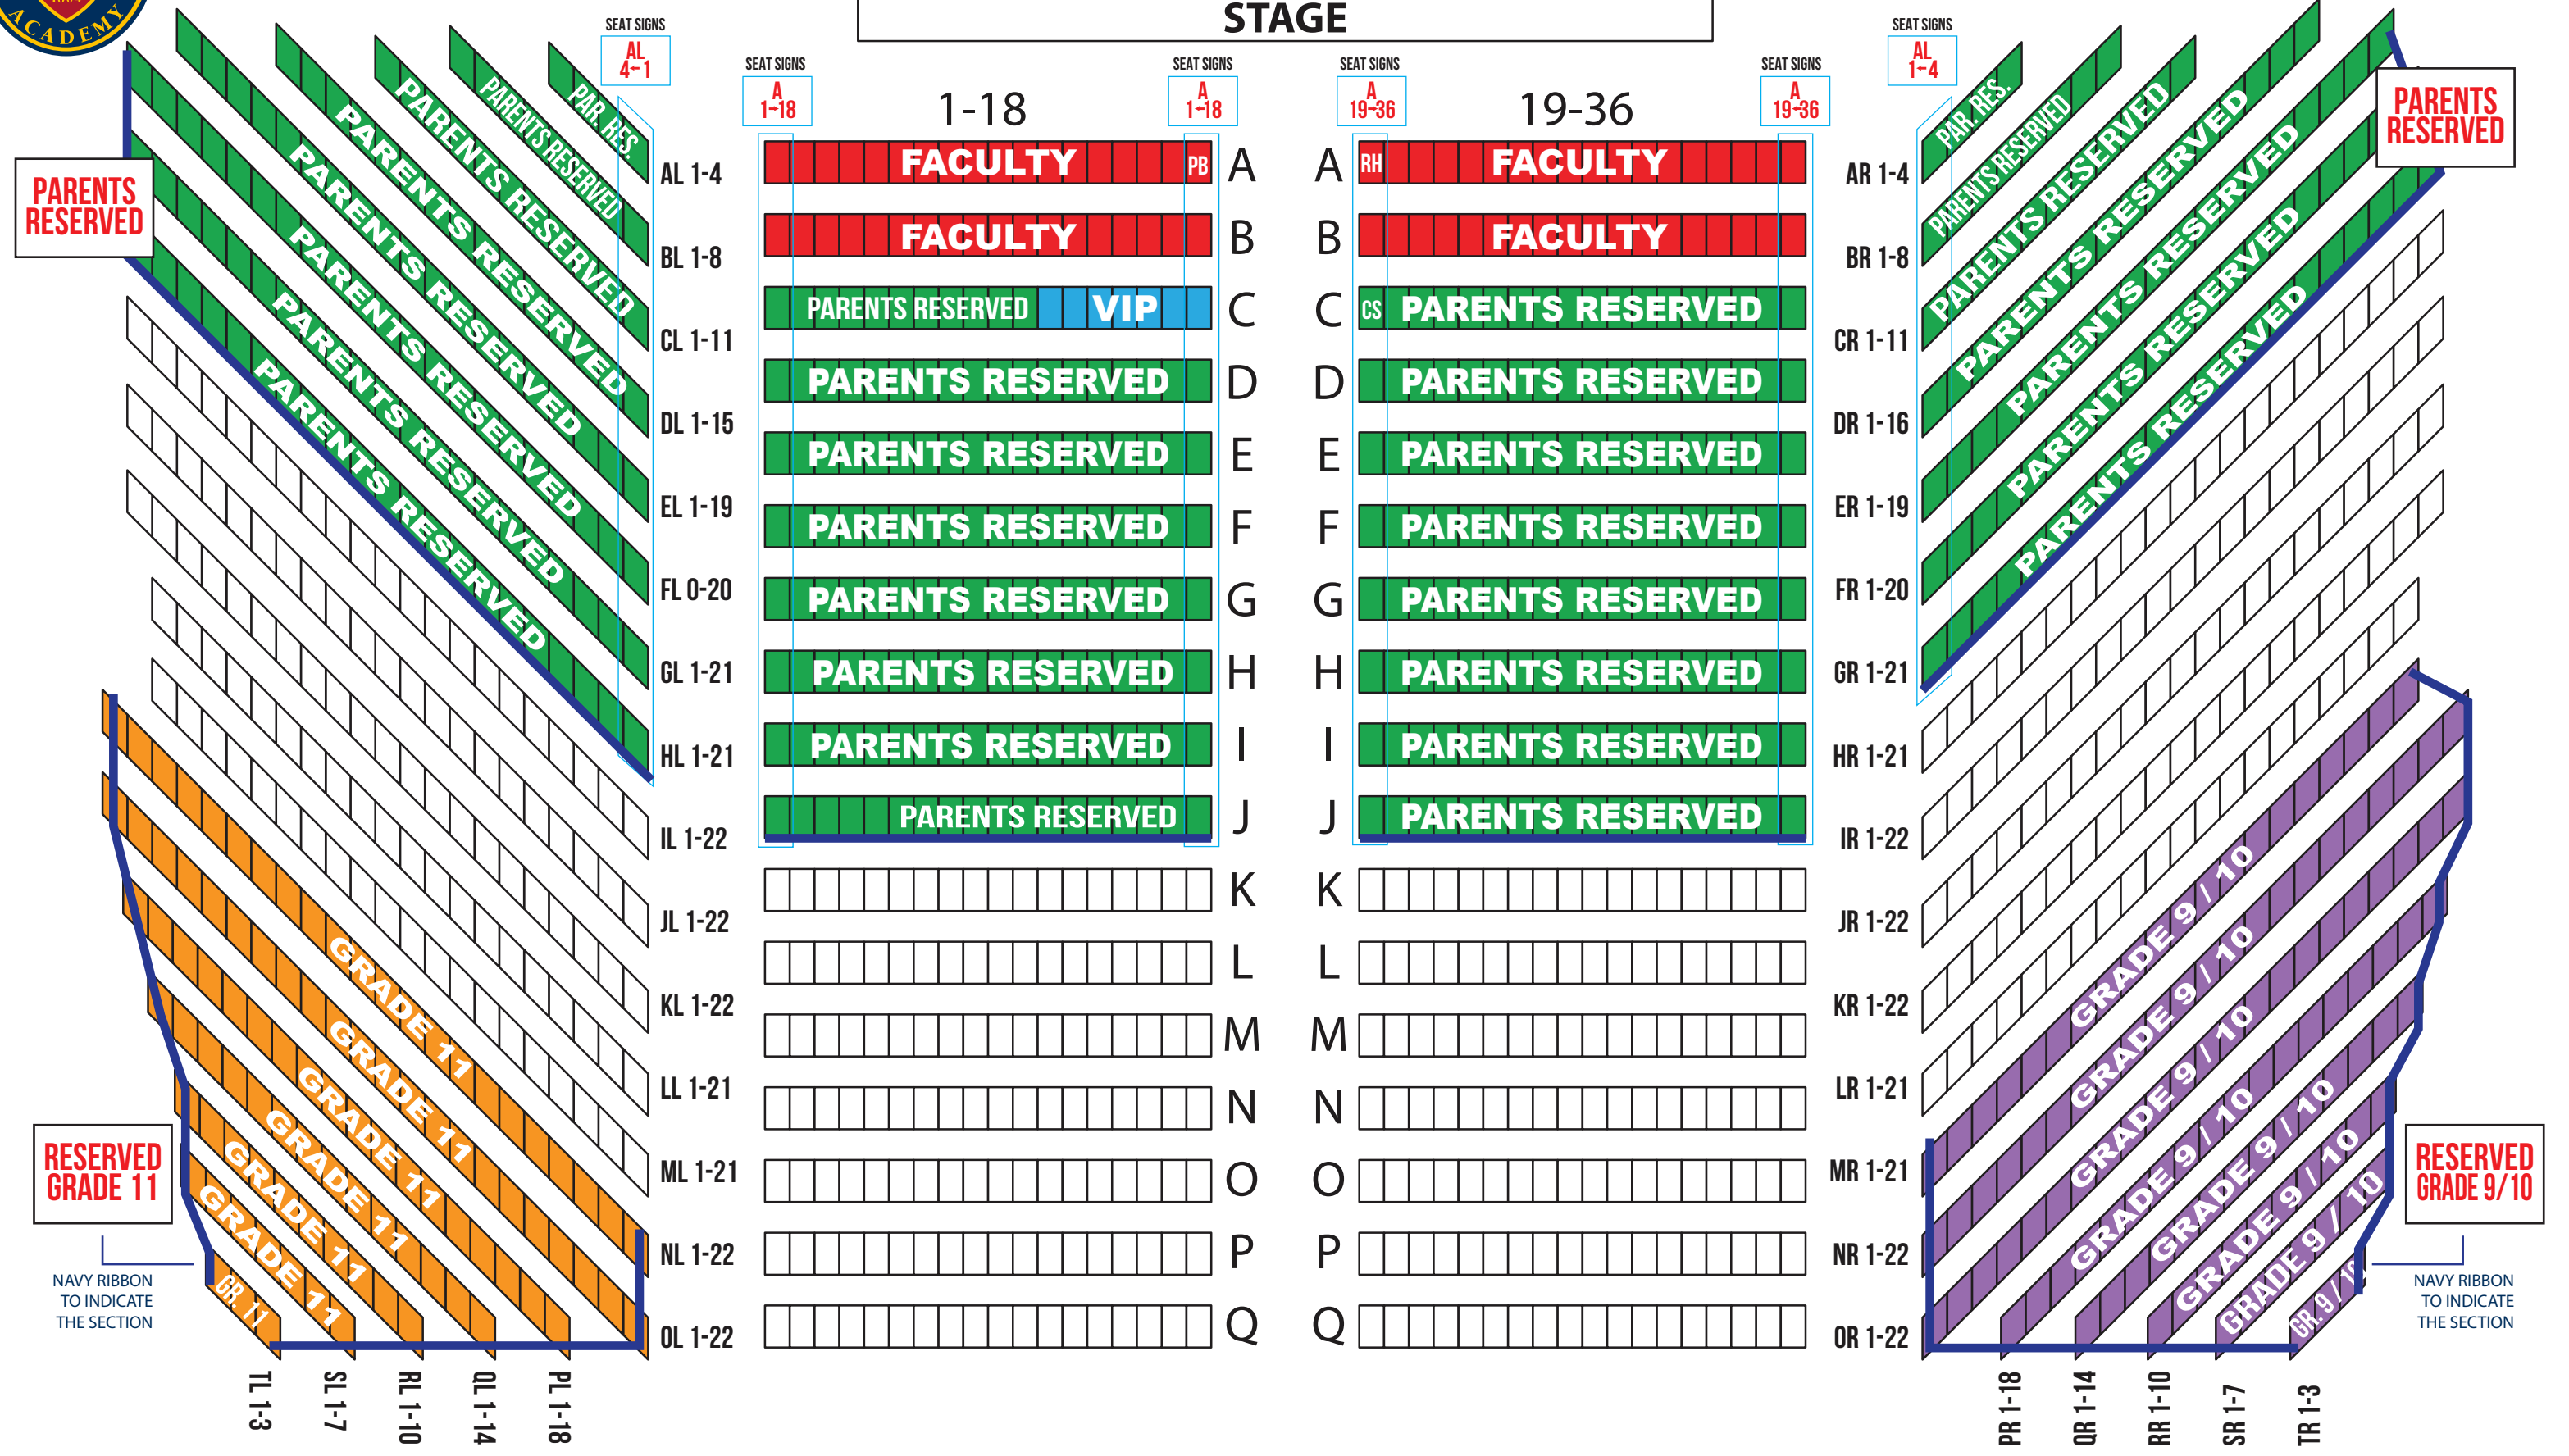 1804
ACADEMY
STAGE
SEAT SIGNS
AL
4←1
SEAT SIGNS
A
1→18
SEAT SIGNS
A
1←18
SEAT SIGNS
A
19→36
SEAT SIGNS
A
19←36
SEAT SIGNS
AL
1←4
1-18
19-36
PARENTS
RESERVED
PARENTS
RESERVED
PAR. RES.
PARENTS RESERVED
PARENTS RESERVED
PARENTS RESERVED
PARENTS RESERVED
PARENTS RESERVED
PARENTS RESERVED
PARENTS RESERVED
AL 1-4
BL 1-8
CL 1-11
DL 1-15
EL 1-19
FL 0-20
GL 1-21
HL 1-21
IL 1-22
JL 1-22
KL 1-22
LL 1-21
ML 1-21
NL 1-22
OL 1-22
FACULTY PB A
A RH FACULTY
FACULTY B
B FACULTY
PARENTS RESERVED VIP C
C CS PARENTS RESERVED
PARENTS RESERVED D
D PARENTS RESERVED
PARENTS RESERVED E
E PARENTS RESERVED
PARENTS RESERVED F
F PARENTS RESERVED
PARENTS RESERVED G
G PARENTS RESERVED
PARENTS RESERVED H
H PARENTS RESERVED
PARENTS RESERVED I
I PARENTS RESERVED
PARENTS RESERVED J
J PARENTS RESERVED
K K
L L
M M
N N
O O
P P
Q Q
PAR. RES.
PARENTS RESERVED
PARENTS RESERVED
PARENTS RESERVED
PARENTS RESERVED
PARENTS RESERVED
PARENTS RESERVED
AR 1-4
BR 1-8
CR 1-11
DR 1-16
ER 1-19
FR 1-20
GR 1-21
HR 1-21
IR 1-22
JR 1-22
KR 1-22
LR 1-21
MR 1-21
NR 1-22
OR 1-22
GRADE 11
GRADE 11
GRADE 11
GRADE 11
GRADE 11
GRADE 11
GR. 11
RESERVED
GRADE 11
NAVY RIBBON
TO INDICATE
THE SECTION
TL 1-3
SL 1-7
RL 1-10
QL 1-14
PL 1-18
GRADE 9 / 10
GRADE 9 / 10
GRADE 9 / 10
GRADE 9 / 10
GRADE 9 / 10
GRADE 9 / 10
GRADE 9 / 10
GR. 9 / 10
RESERVED
GRADE 9/10
NAVY RIBBON
TO INDICATE
THE SECTION
PR 1-18
QR 1-14
RR 1-10
SR 1-7
TR 1-3